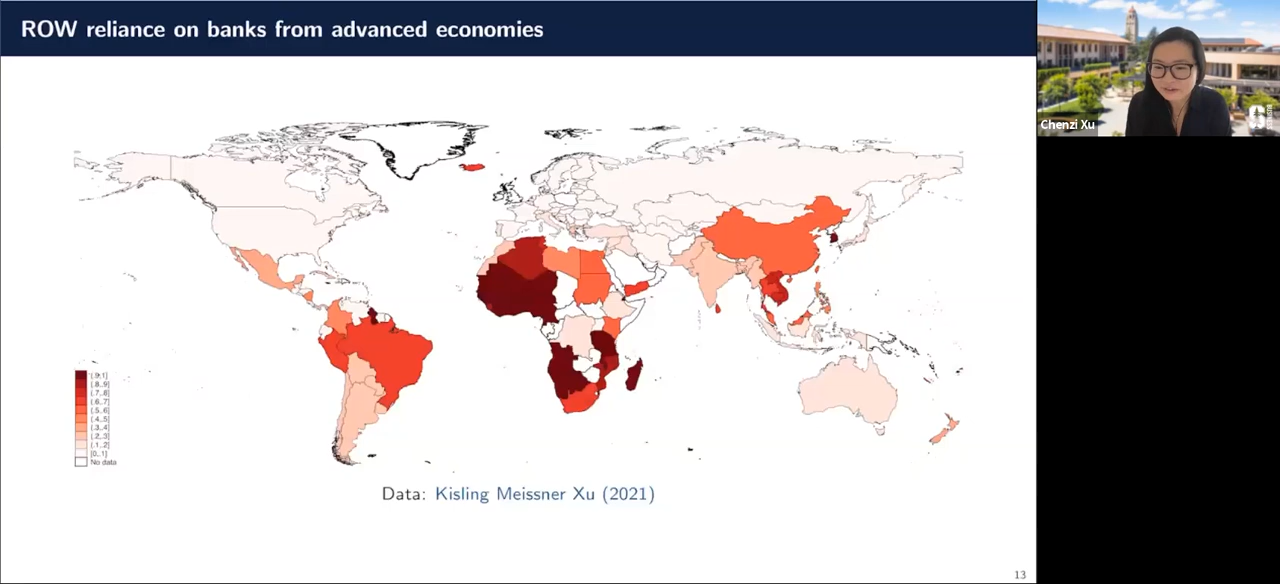 ROW reliance on banks from advanced economies
Chenzi Xu
(.9,1]
(.8,.9]
(.7,.8]
(.6,.7]
(.5,.6]
(.4,.5]
(.3,.4]
(.2,.3]
(.1,.2]
[0,.1]
No data
Data: Kisling Meissner Xu (2021)
13